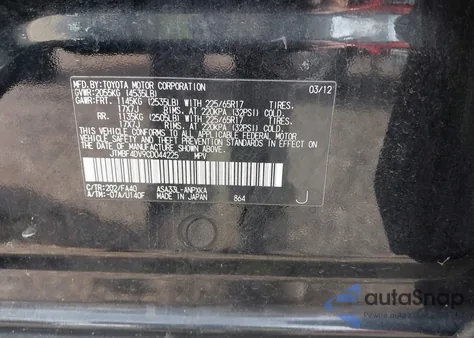 MFD.BY:TOYOTA MOTOR CORPORATION 03/12
GVWR:2055KG (4535LB)
GAWR:FRT. 1145KG (2535LB) WITH 225/65R17 TIRES.
17X7J RIMS, AT 220KPA (32PSI) COLD.
RR. 1135KG (2505LB) WITH 225/65R17 TIRES.
17X7J RIMS, AT 220KPA (32PSI) COLD.
THIS VEHICLE CONFORMS TO ALL APPLICABLE FEDERAL
MOTOR VEHICLE SAFETY STANDARDS IN EFFECT ON THE
DATE OF MANUFACTURE SHOWN ABOVE.
JTMBF4DV9CD044225 MPV
C/TR:202/FA40 ASA33L-ANPXKA J
A/TM:-07A/U140F MADE IN JAPAN 864
autoSnap